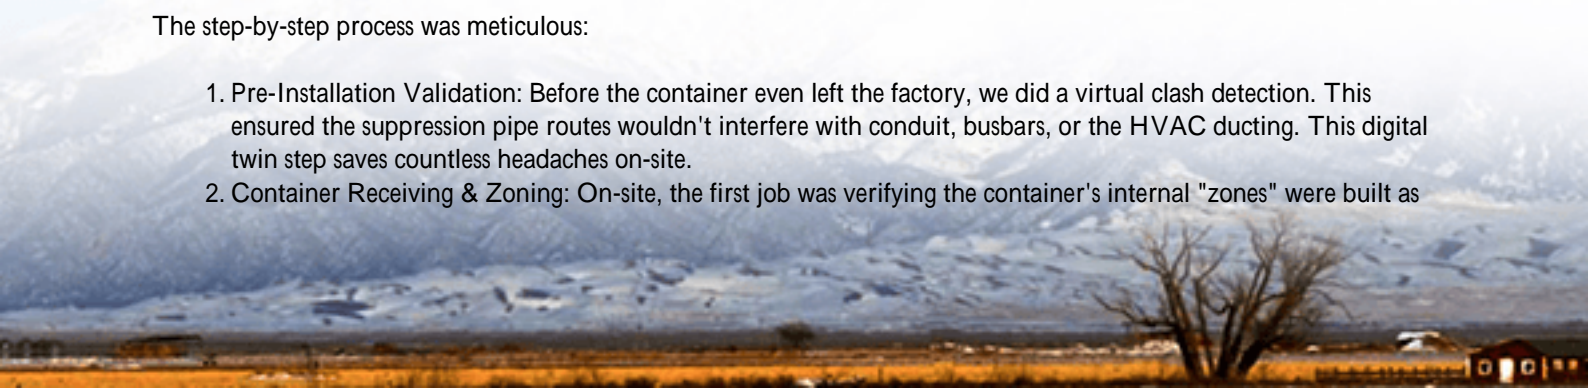 The step-by-step process was meticulous:
1. Pre-Installation Validation: Before the container even left the factory, we did a virtual clash detection. This
ensured the suppression pipe routes wouldn't interfere with conduit, busbars, or the HVAC ducting. This digital
twin step saves countless headaches on-site.
2. Container Receiving & Zoning: On-site, the first job was verifying the container's internal "zones" were built as